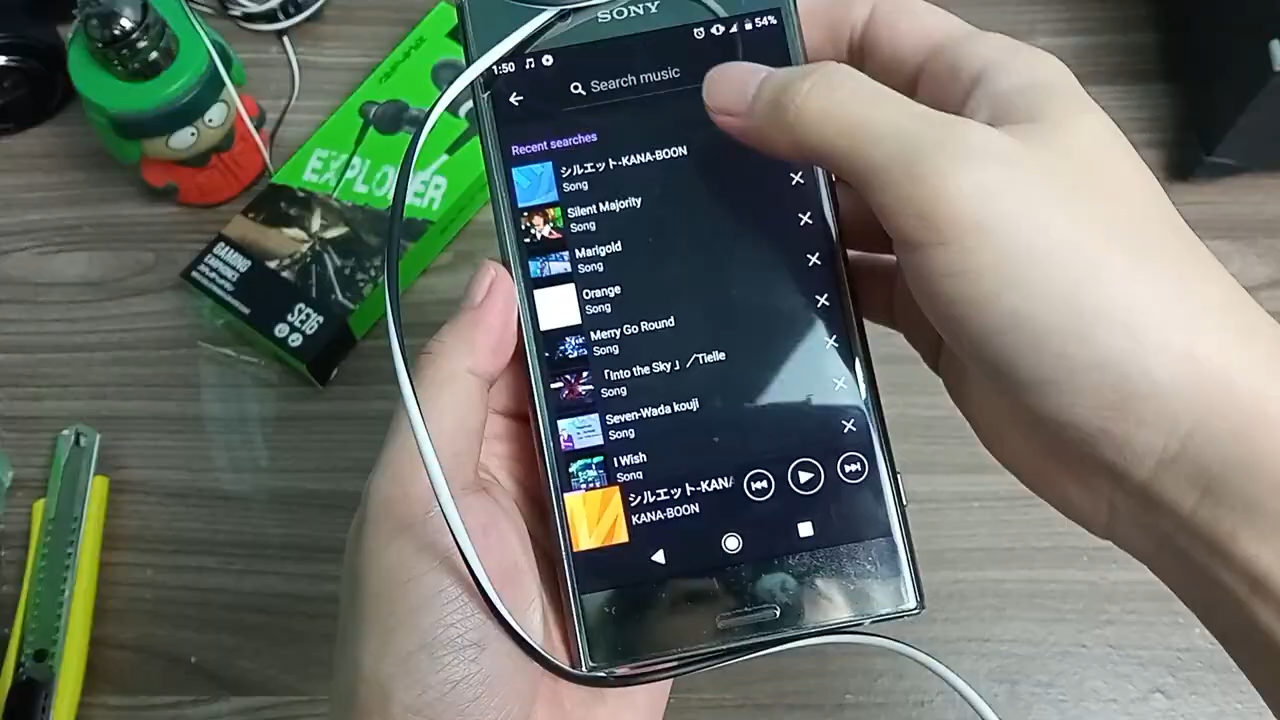 SONY
1:50
54%
Search music
Recent searches
シルエット-KANA-BOON
Song
Silent Majority
Song
Marigold
Song
Orange
Song
Merry Go Round
Song
「Into the Sky」／Tielle
Song
Seven-Wada kouji
Song
I Wish
Song
シルエット-KANA
KANA-BOON
EXPLORER
GAMING
EARPHONES
SE16